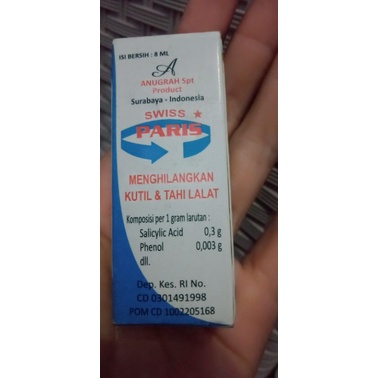 ISI BERSIH : 8 ML
A
ANUGRAH Spt
Product
Surabaya - Indonesia
SWISS
PARIS
MENGHILANGKAN
KUTIL & TAHI LALAT
Komposisi per 1 gram larutan :
Salicylic Acid 0,3 g
Phenol 0,003 g
dll.
Dep. Kes. RI No.
CD 0301491998
POM CD 1002205168